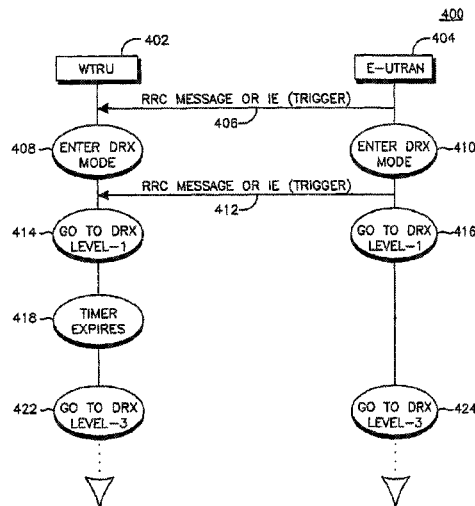 400
402
404
WTRU
E-UTRAN
RRC MESSAGE OR IE (TRIGGER)
406
408
ENTER DRX
MODE
ENTER DRX
MODE
410
RRC MESSAGE OR IE (TRIGGER)
412
414
GO TO DRX
LEVEL-1
GO TO DRX
LEVEL-1
416
418
TIMER
EXPIRES
422
GO TO DRX
LEVEL-3
GO TO DRX
LEVEL-3
424